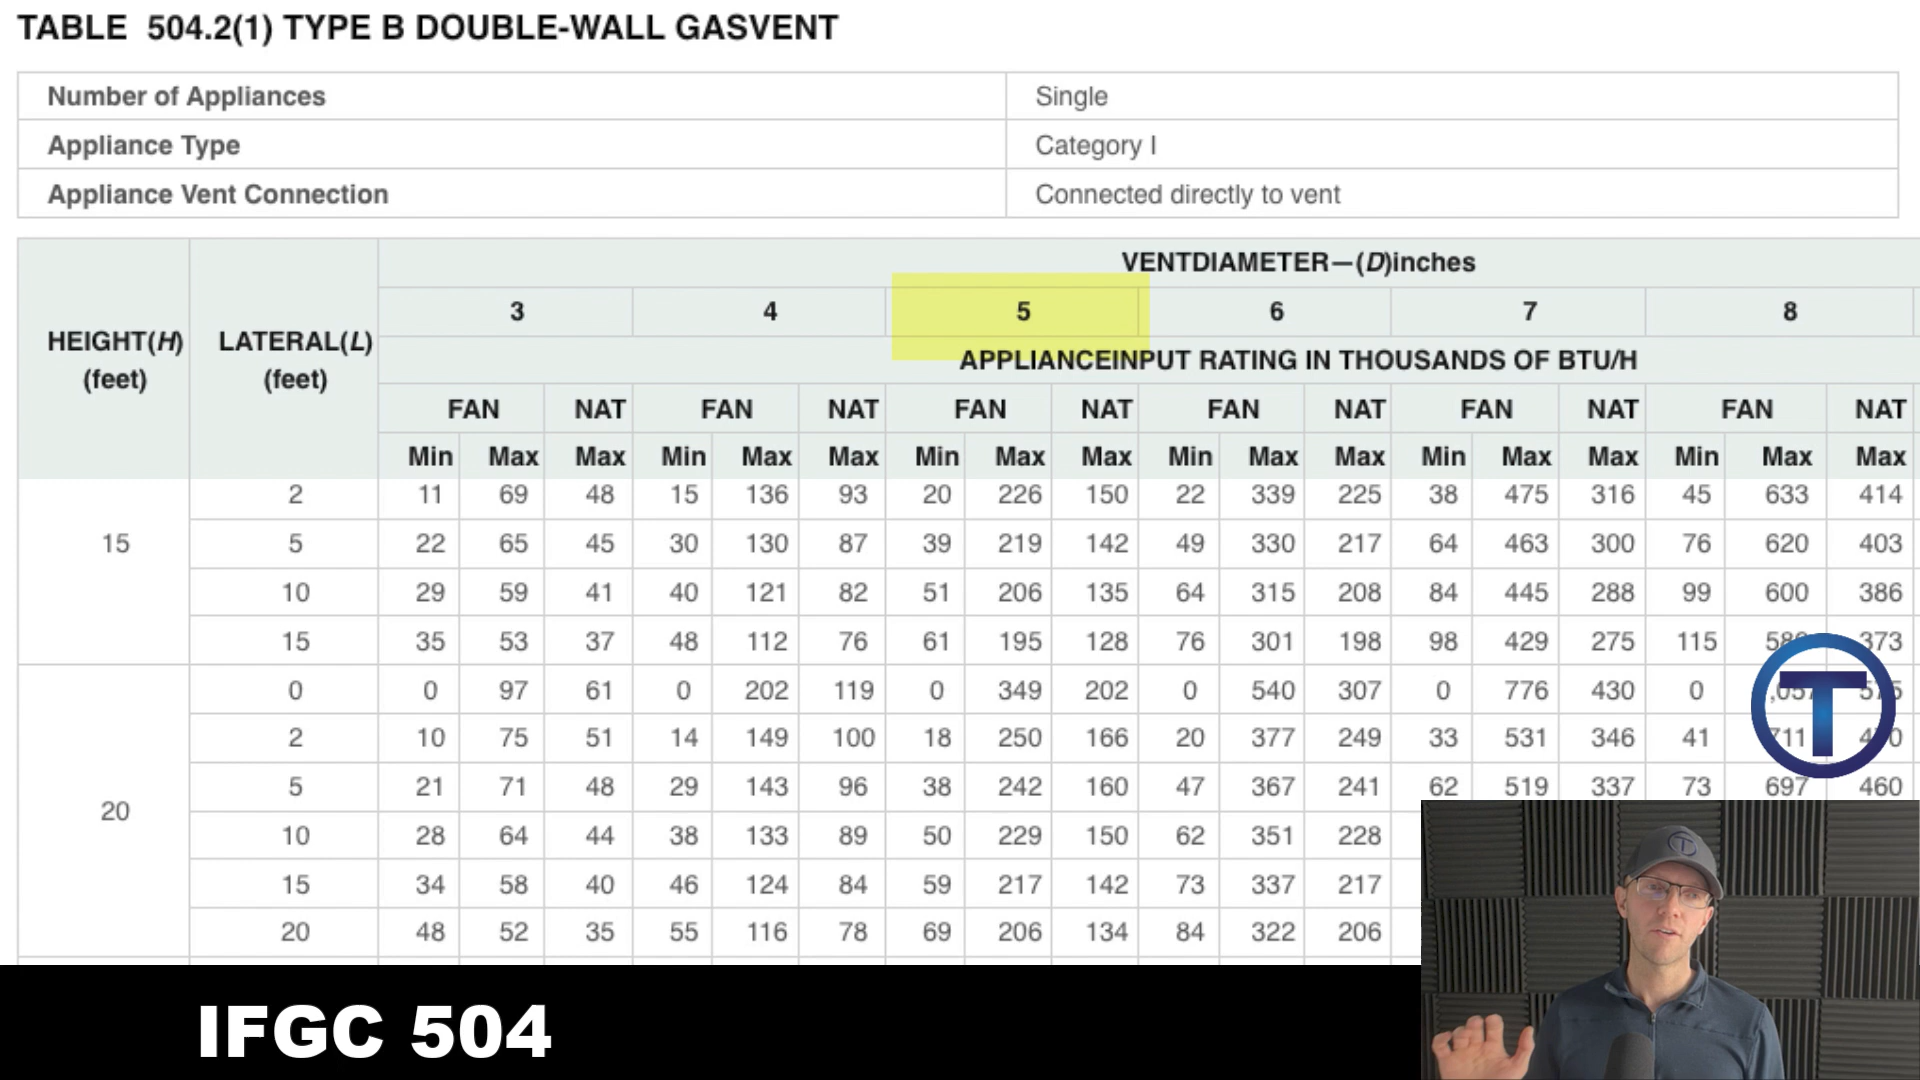 TABLE 504.2(1) TYPE B DOUBLE-WALL GASVENT
Number of Appliances Single
Appliance Type Category I
Appliance Vent Connection Connected directly to vent
VENTDIAMETER—(D)inches
3 4 5 6 7 8
HEIGHT(H) (feet) LATERAL(L) (feet)
APPLIANCEINPUT RATING IN THOUSANDS OF BTU/H
FAN NAT FAN NAT FAN NAT FAN NAT FAN NAT FAN NAT
Min Max Max Min Max Max Min Max Max Min Max Max Min Max Max Min Max Max
15
2 11 69 48 15 136 93 20 226 150 22 339 225 38 475 316 45 633 414
5 22 65 45 30 130 87 39 219 142 49 330 217 64 463 300 76 620 403
10 29 59 41 40 121 82 51 206 135 64 315 208 84 445 288 99 600 386
15 35 53 37 48 112 76 61 195 128 76 301 198 98 429 275 115 373
20
0 0 97 61 0 202 119 0 349 202 0 540 307 0 776 430 0
2 10 75 51 14 149 100 18 250 166 20 377 249 33 531 346 41 711
5 21 71 48 29 143 96 38 242 160 47 367 241 62 519 337 73 697 460
10 28 64 44 38 133 89 50 229 150 62 351 228
15 34 58 40 46 124 84 59 217 142 73 337 217
20 48 52 35 55 116 78 69 206 134 84 322 206
T
IFGC 504